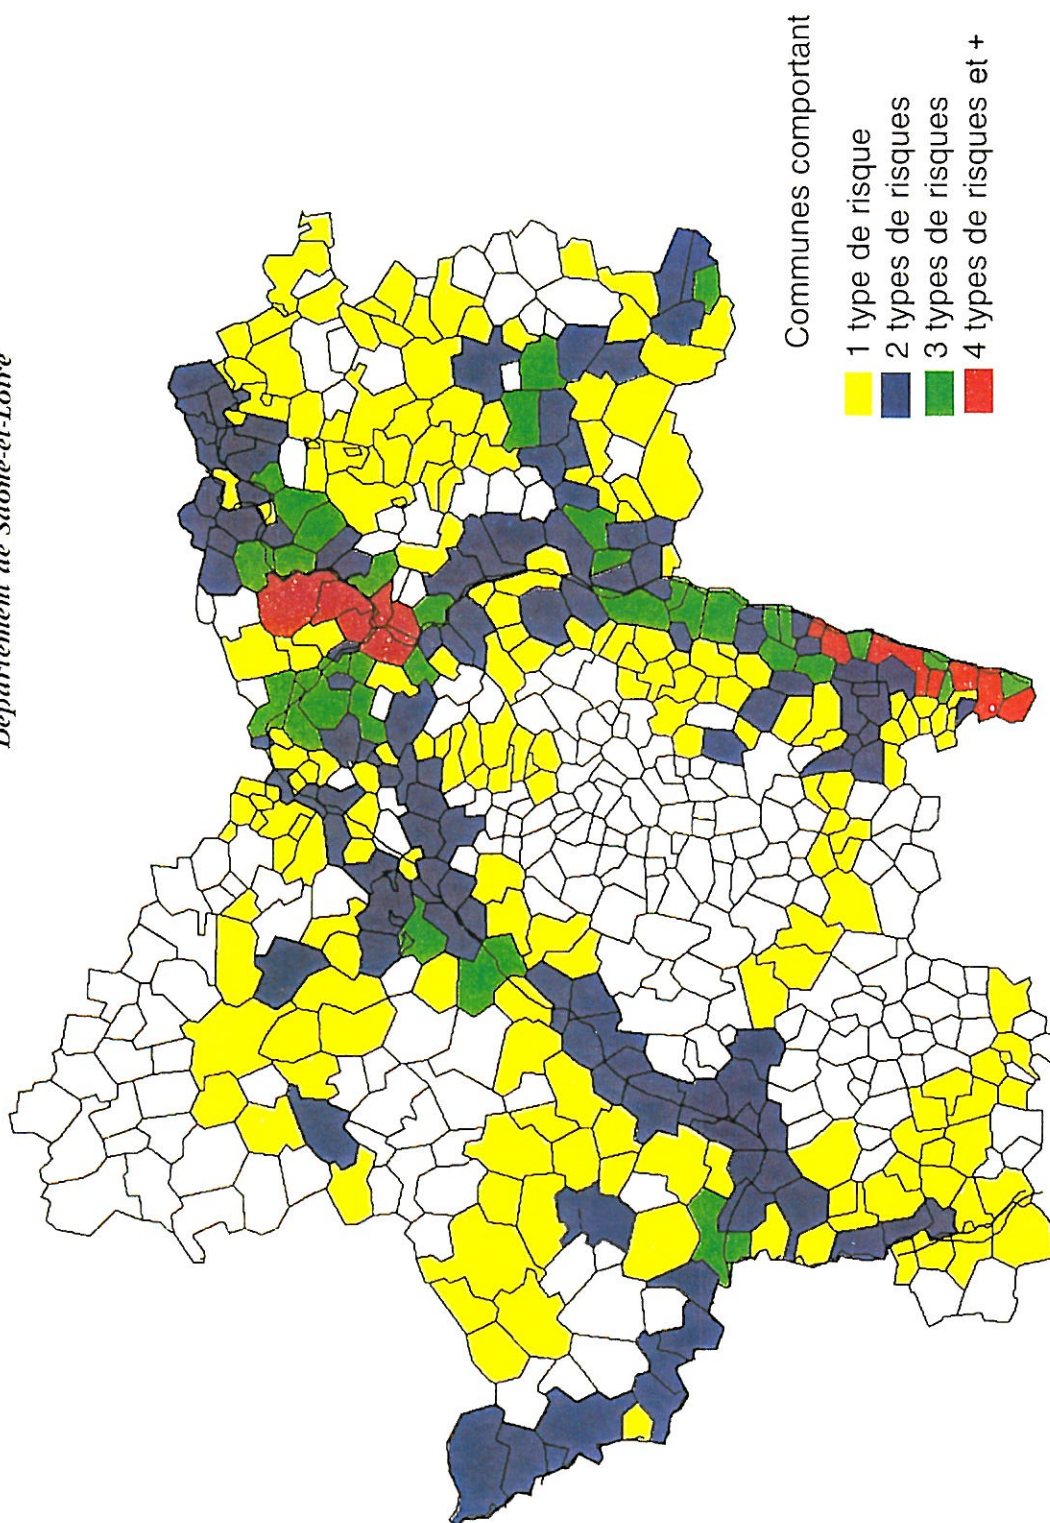 Département de Saône-et-Loire
Communes comportant
1 type de risque
2 types de risques
3 types de risques
4 types de risques et +